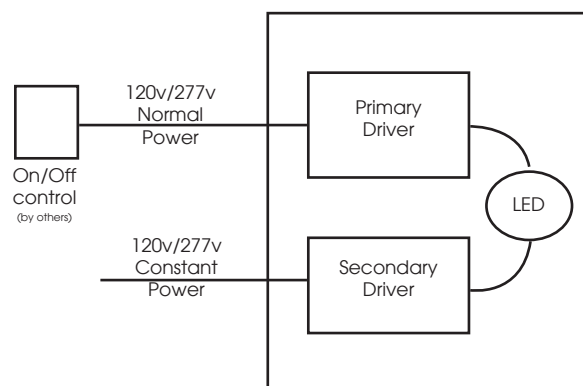 120v/277v
Normal
Power
Primary
Driver
On/Off
control
(by others)
LED
120v/277v
Constant
Power
Secondary
Driver